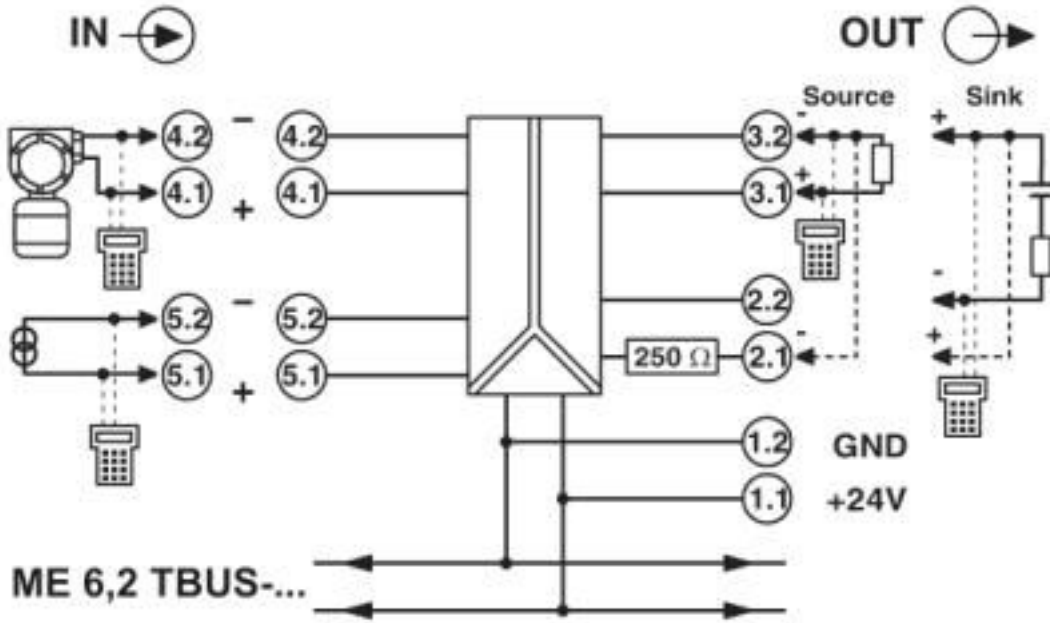 IN OUT
Source Sink
4.2 - 4.2 3.2 - +
4.1 + 4.1 3.1 +
5.2 - 5.2 2.2 -
5.1 + 5.1 250 Ω 2.1 - +
1.2 GND
1.1 +24V
ME 6,2 TBUS-...